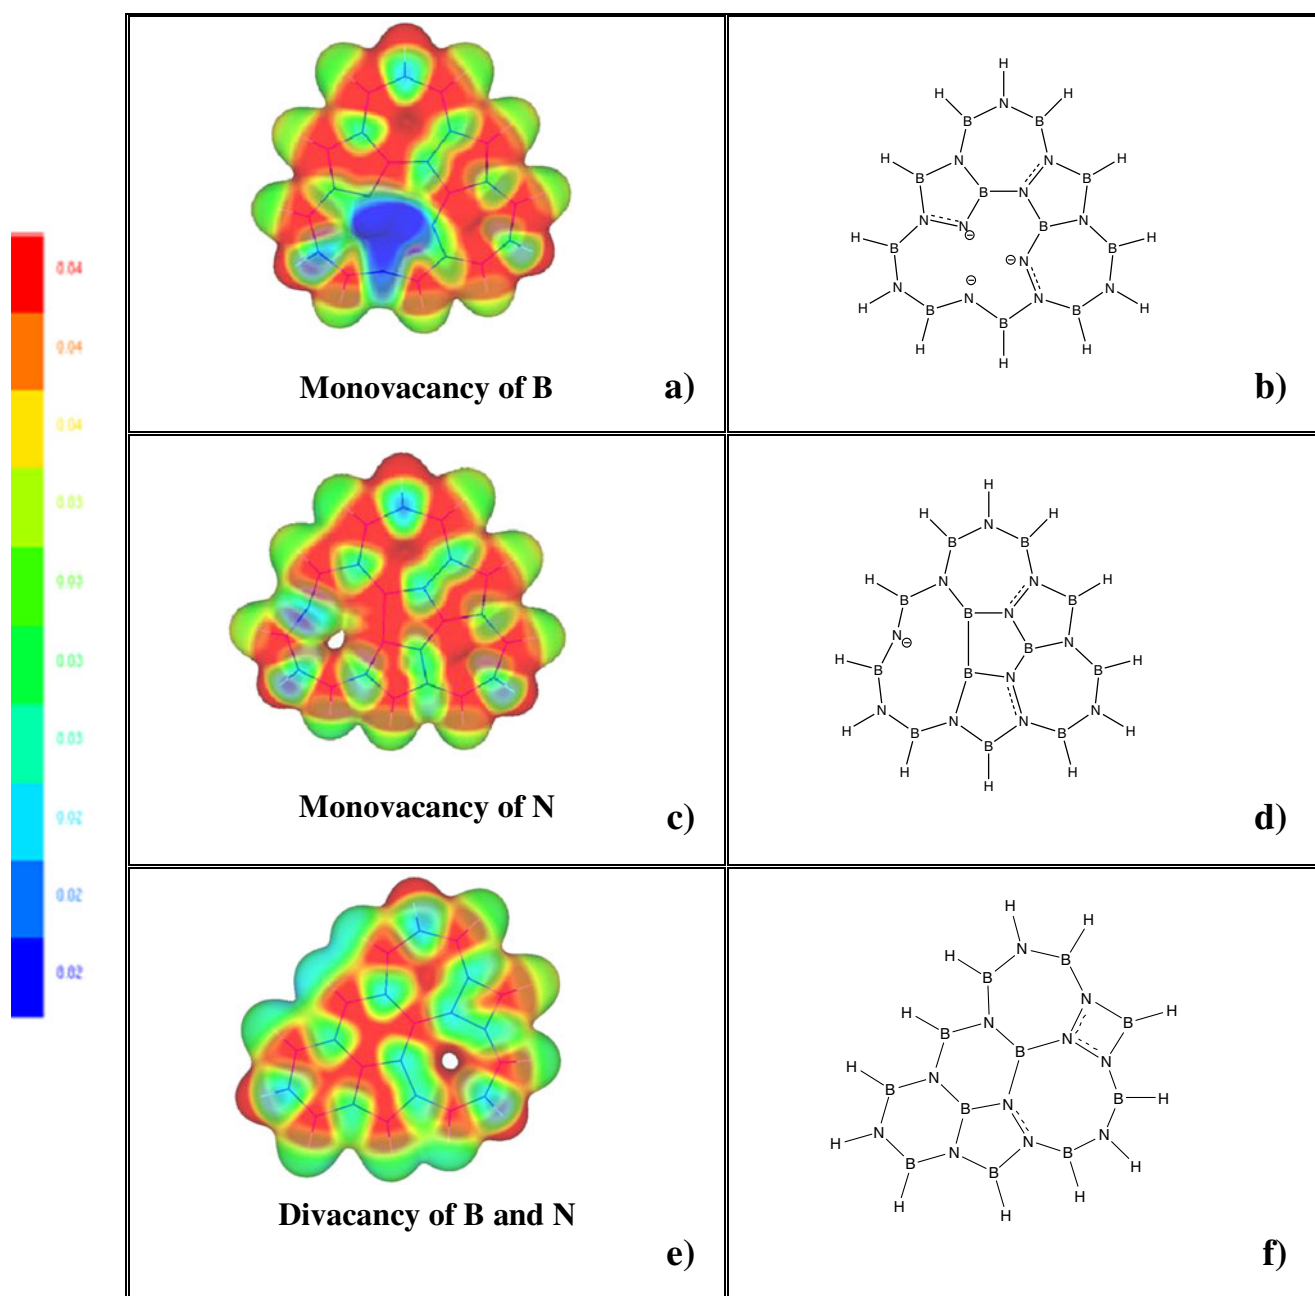 0.04
0.04
0.04
0.03
0.03
0.03
0.03
0.02
0.02
0.02
Monovacancy of B
a)
H
H N H
B B
H N N H
B B
B N
N N B N
⊖
H B ⊖ N B H
⊖
N N N N
H B B B H
H H H
b)
Monovacancy of N
c)
H
H N H
B B
H N N H
B B N B
N B N
⊖
H B B N B H
N N N N
H B B B H
H H H
d)
Divacancy of B and N
e)
H H
H N B
B N H
H B N B N B
H B N N
B B N B H
H N N N N
B B B H
H H H
f)